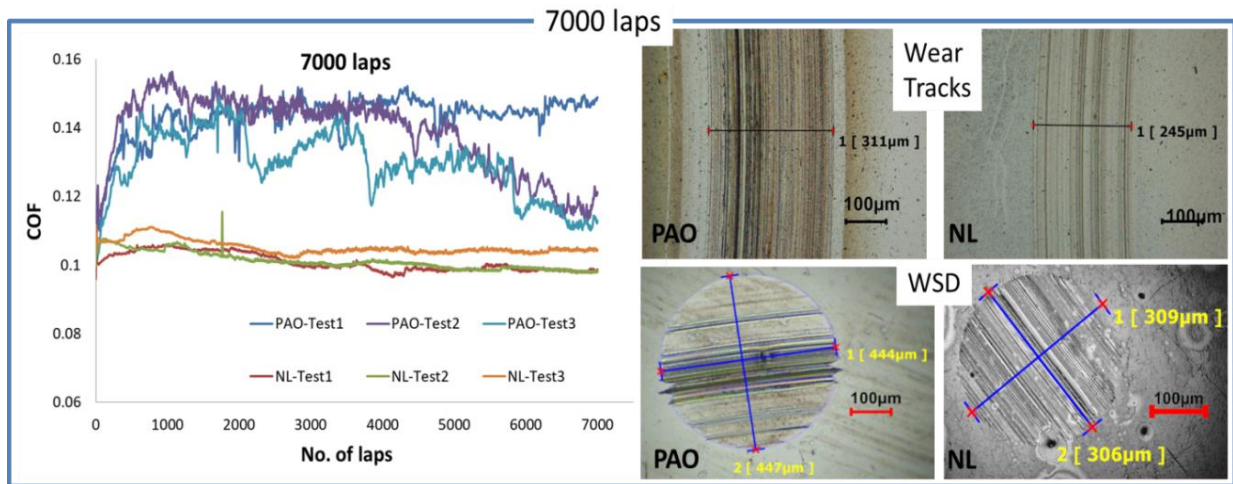 7000 laps
7000 laps
COF
0.16
0.14
0.12
0.1
0.08
0.06
PAO-Test1
PAO-Test2
PAO-Test3
NL-Test1
NL-Test2
NL-Test3
0
1000
2000
3000
4000
5000
6000
7000
No. of laps
Wear
Tracks
1 [ 311µm ]
100µm
PAO
1 [ 245µm ]
100µm
NL
WSD
1 [ 444µm ]
100µm
2 [ 447µm ]
PAO
1 [ 309µm ]
100µm
2 [ 306µm ]
NL